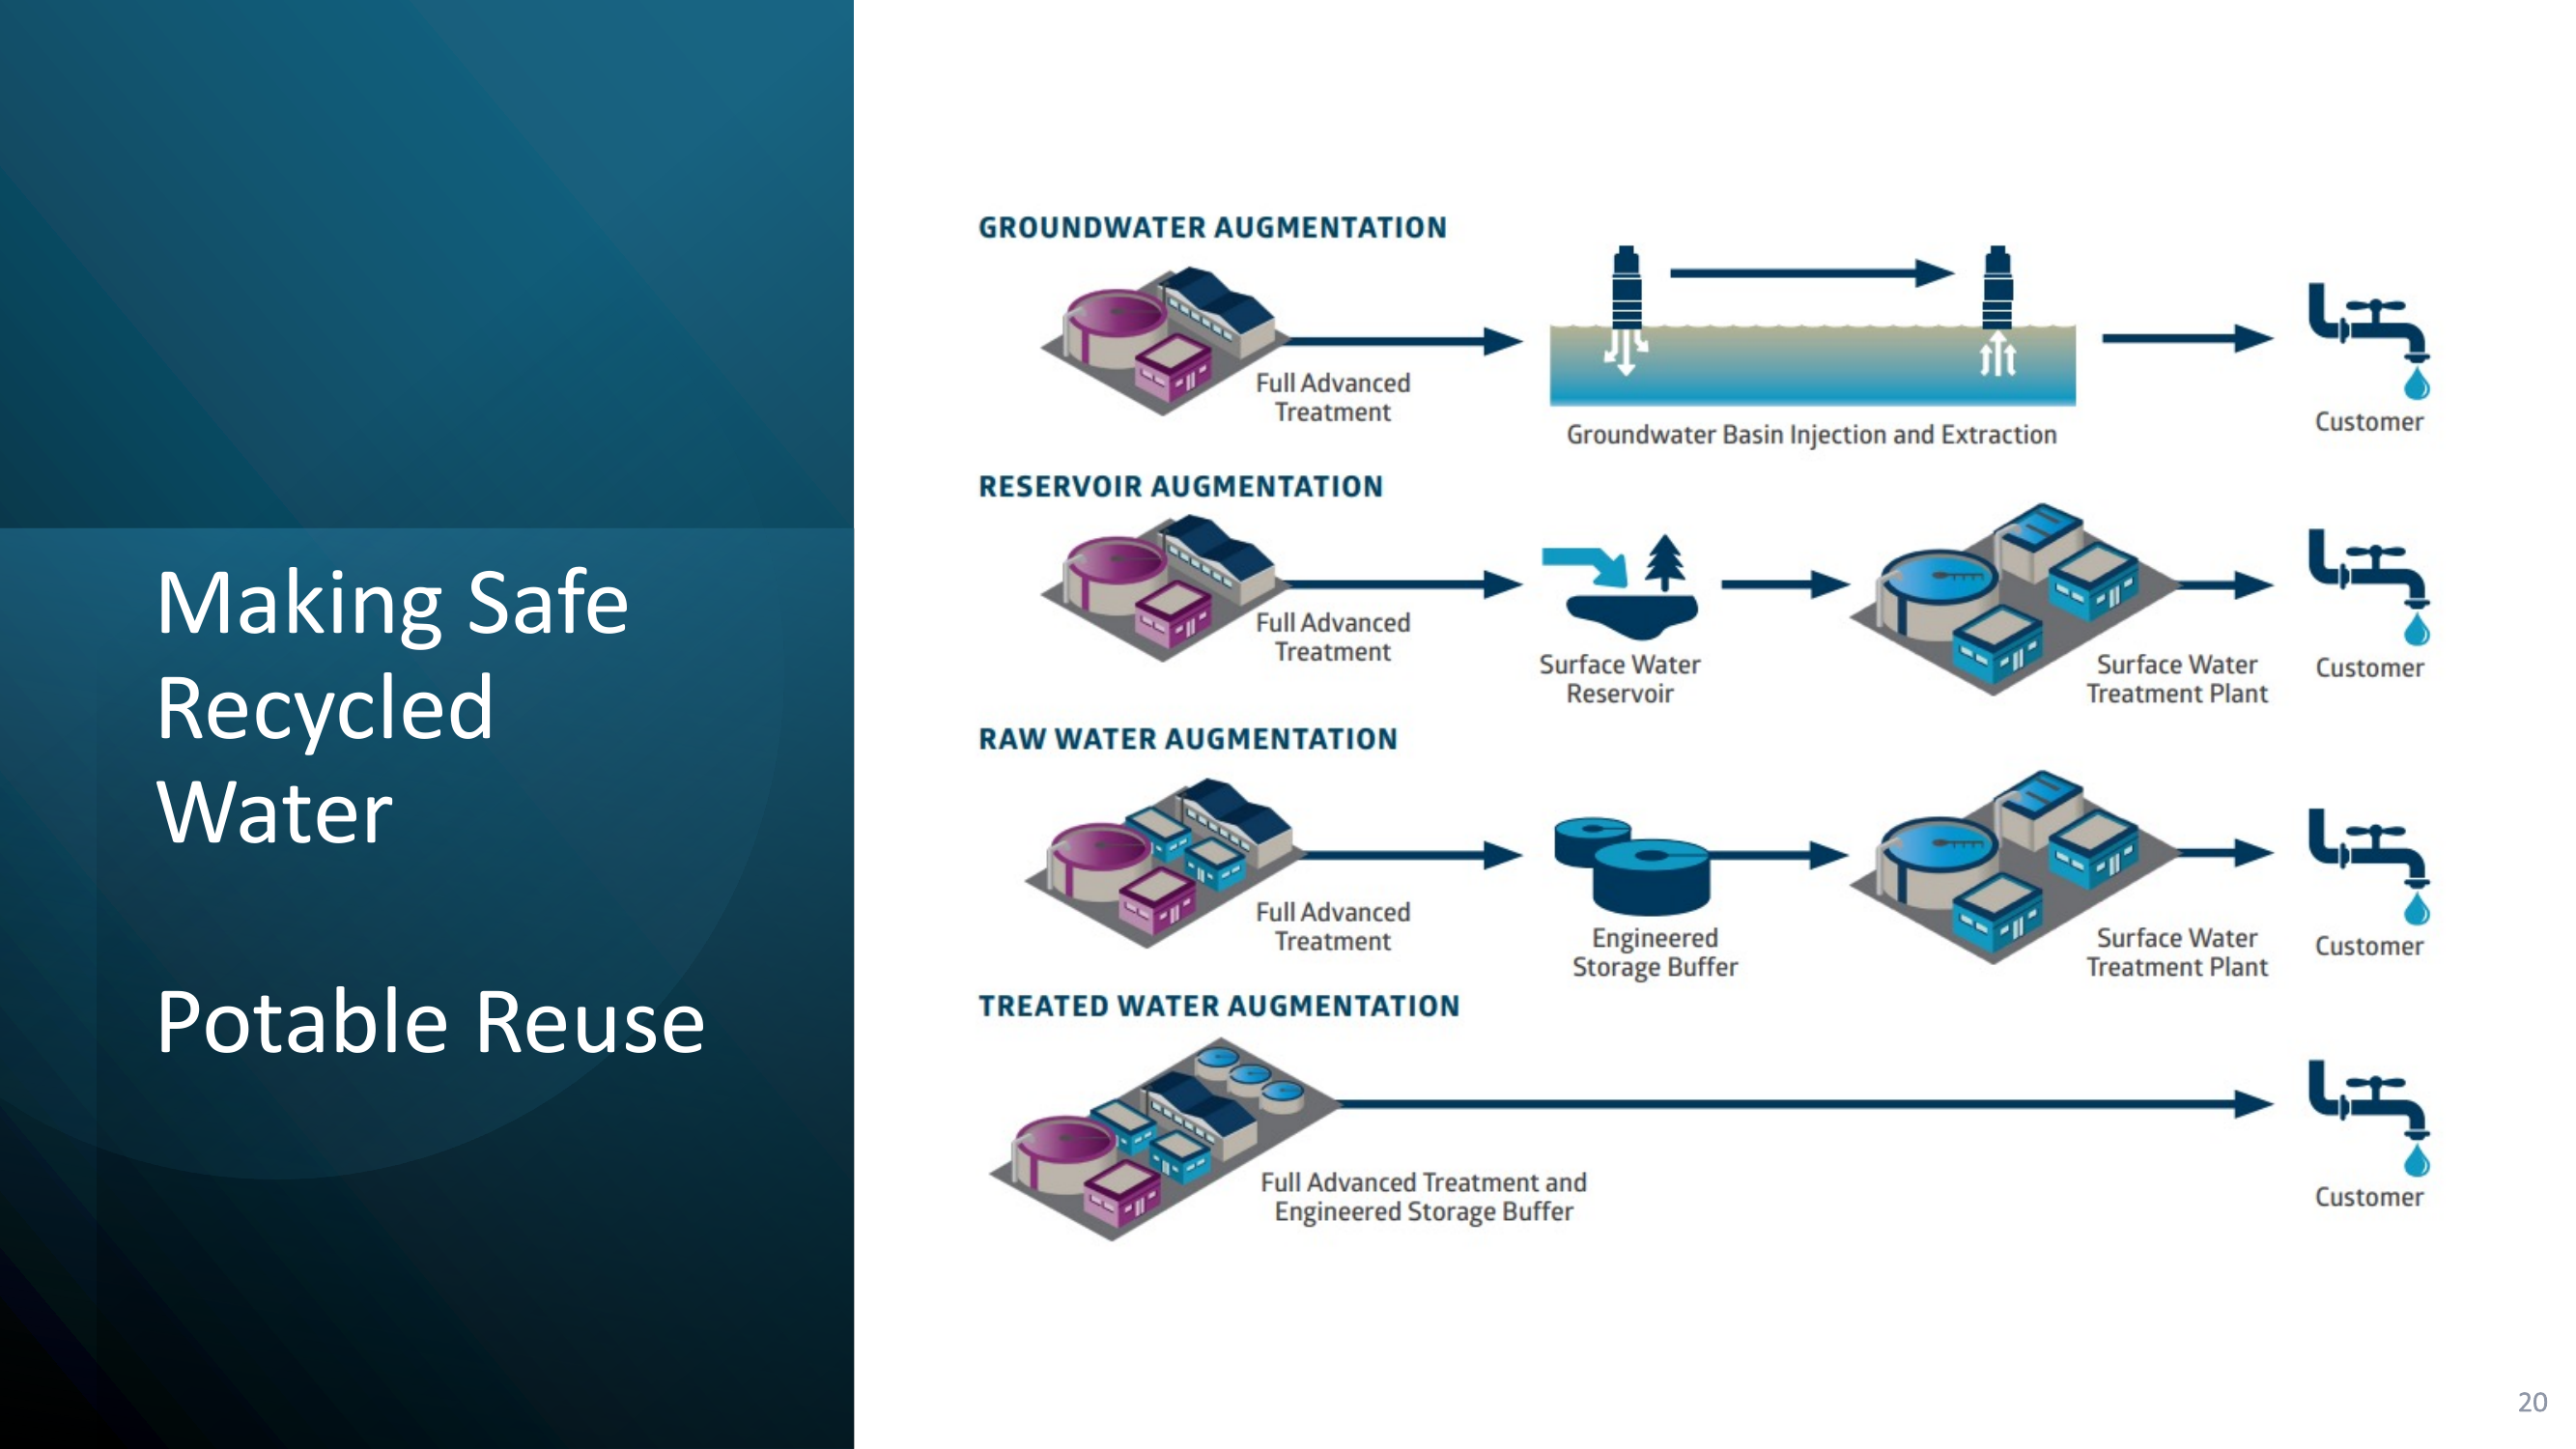 Making Safe
Recycled
Water
Potable Reuse
GROUNDWATER AUGMENTATION
Full Advanced
Treatment
Groundwater Basin Injection and Extraction
Customer
RESERVOIR AUGMENTATION
Full Advanced
Treatment
Surface Water
Reservoir
Surface Water
Treatment Plant
Customer
RAW WATER AUGMENTATION
Full Advanced
Treatment
Engineered
Storage Buffer
Surface Water
Treatment Plant
Customer
TREATED WATER AUGMENTATION
Full Advanced Treatment and
Engineered Storage Buffer
Customer
20